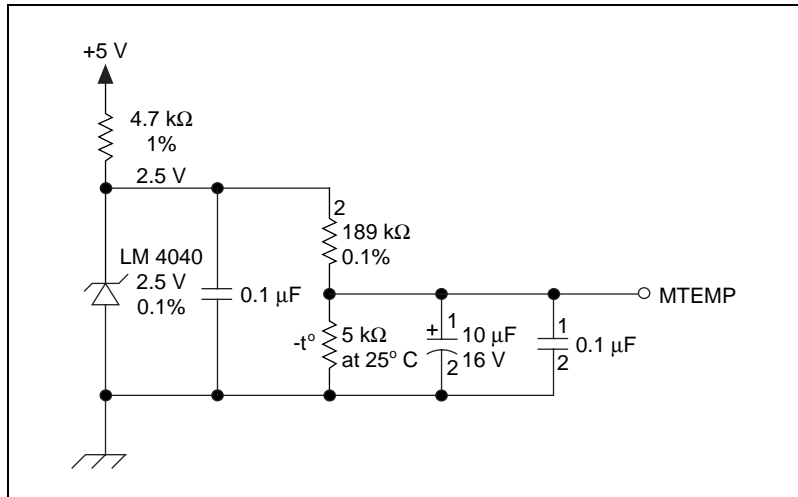 +5 V
4.7 kΩ
1%
2.5 V
2
189 kΩ
0.1%
LM 4040
2.5 V
0.1%
0.1 μF
MTEMP
-t°
5 kΩ
at 25° C
+ 1
10 μF
2
16 V
1
0.1 μF
2